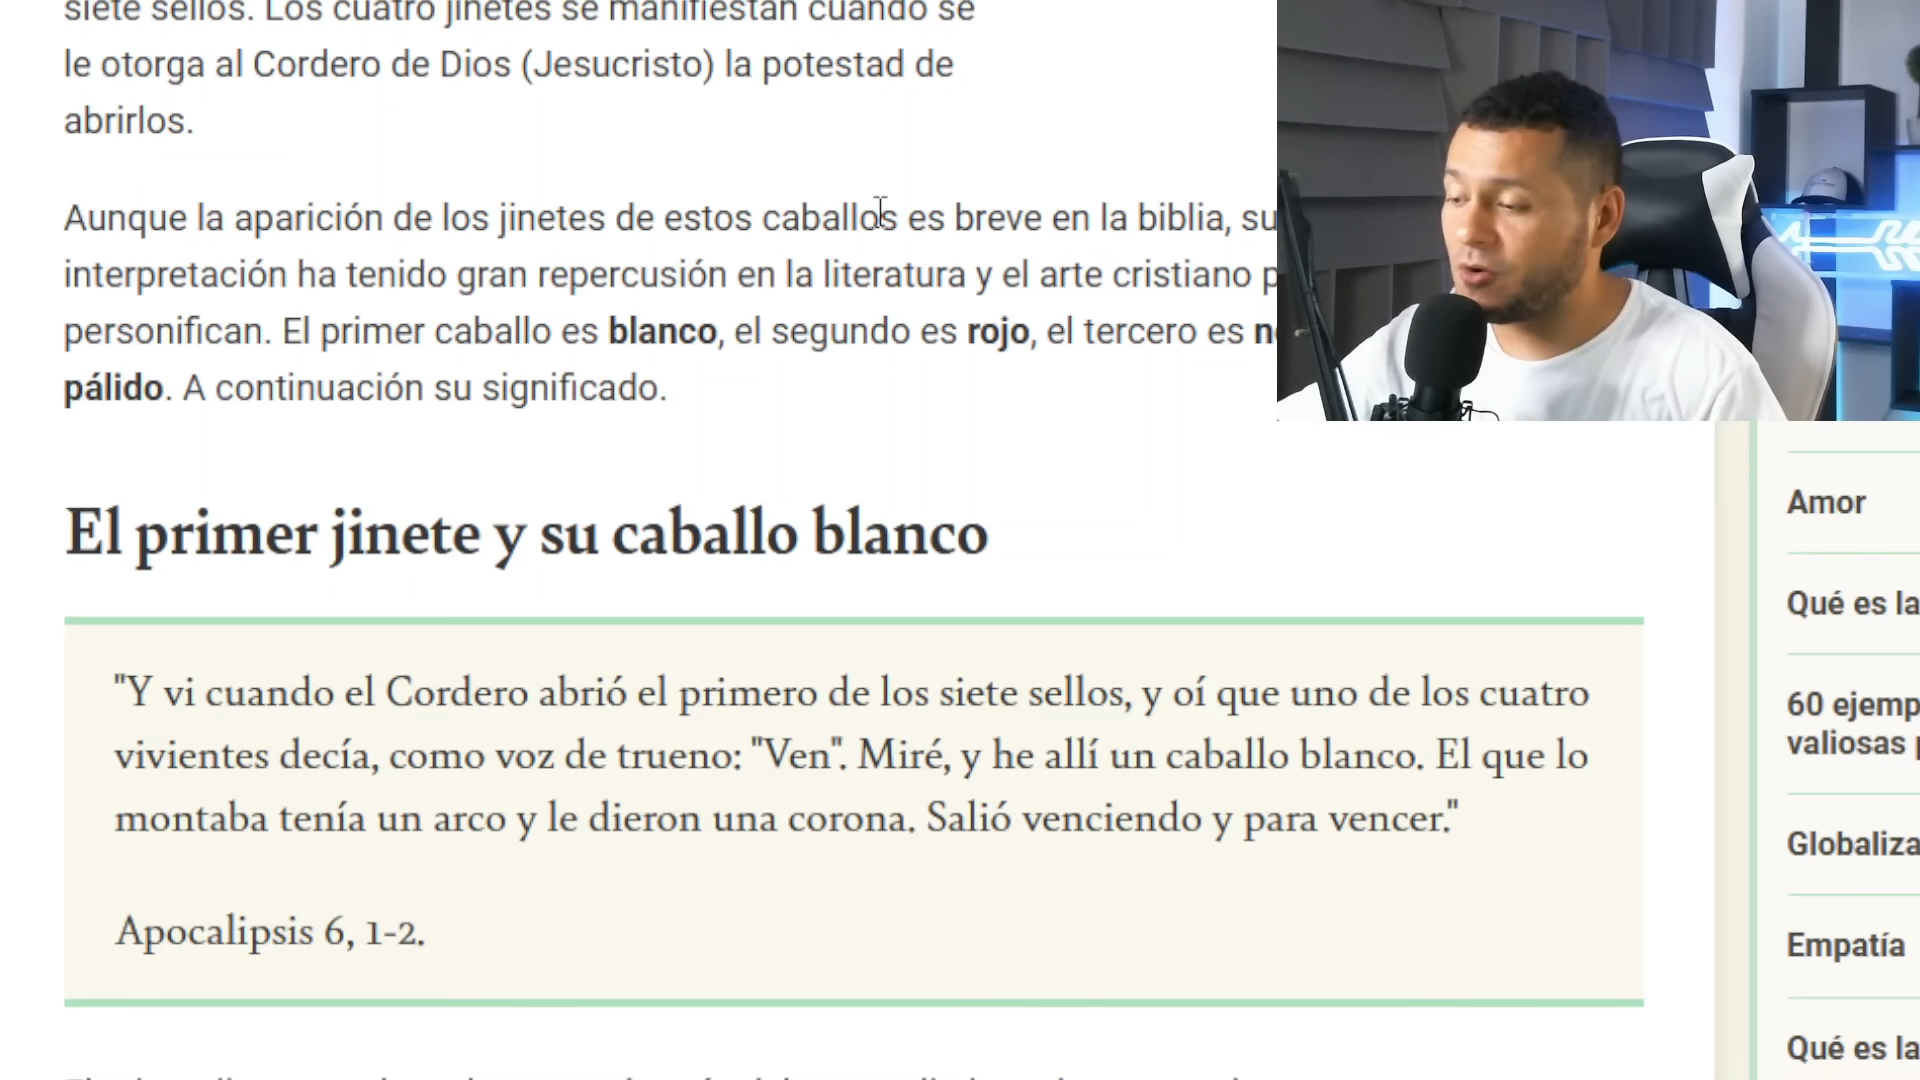 siete sellos. Los cuatro jinetes se manifiestan cuando se
le otorga al Cordero de Dios (Jesucristo) la potestad de
abrirlos.
Aunque la aparición de los jinetes de estos caballos es breve en la biblia, su
interpretación ha tenido gran repercusión en la literatura y el arte cristiano
personifican. El primer caballo es blanco, el segundo es rojo, el tercero es
pálido. A continuación su significado.
El primer jinete y su caballo blanco
"Y vi cuando el Cordero abrió el primero de los siete sellos, y oí que uno de los cuatro
vivientes decía, como voz de trueno: "Ven". Miré, y he allí un caballo blanco. El que lo
montaba tenía un arco y le dieron una corona. Salió venciendo y para vencer."
Apocalipsis 6, 1-2.
Amor
Qué es la
60 ejemp
valiosas
Globaliza
Empatía
Qué es la